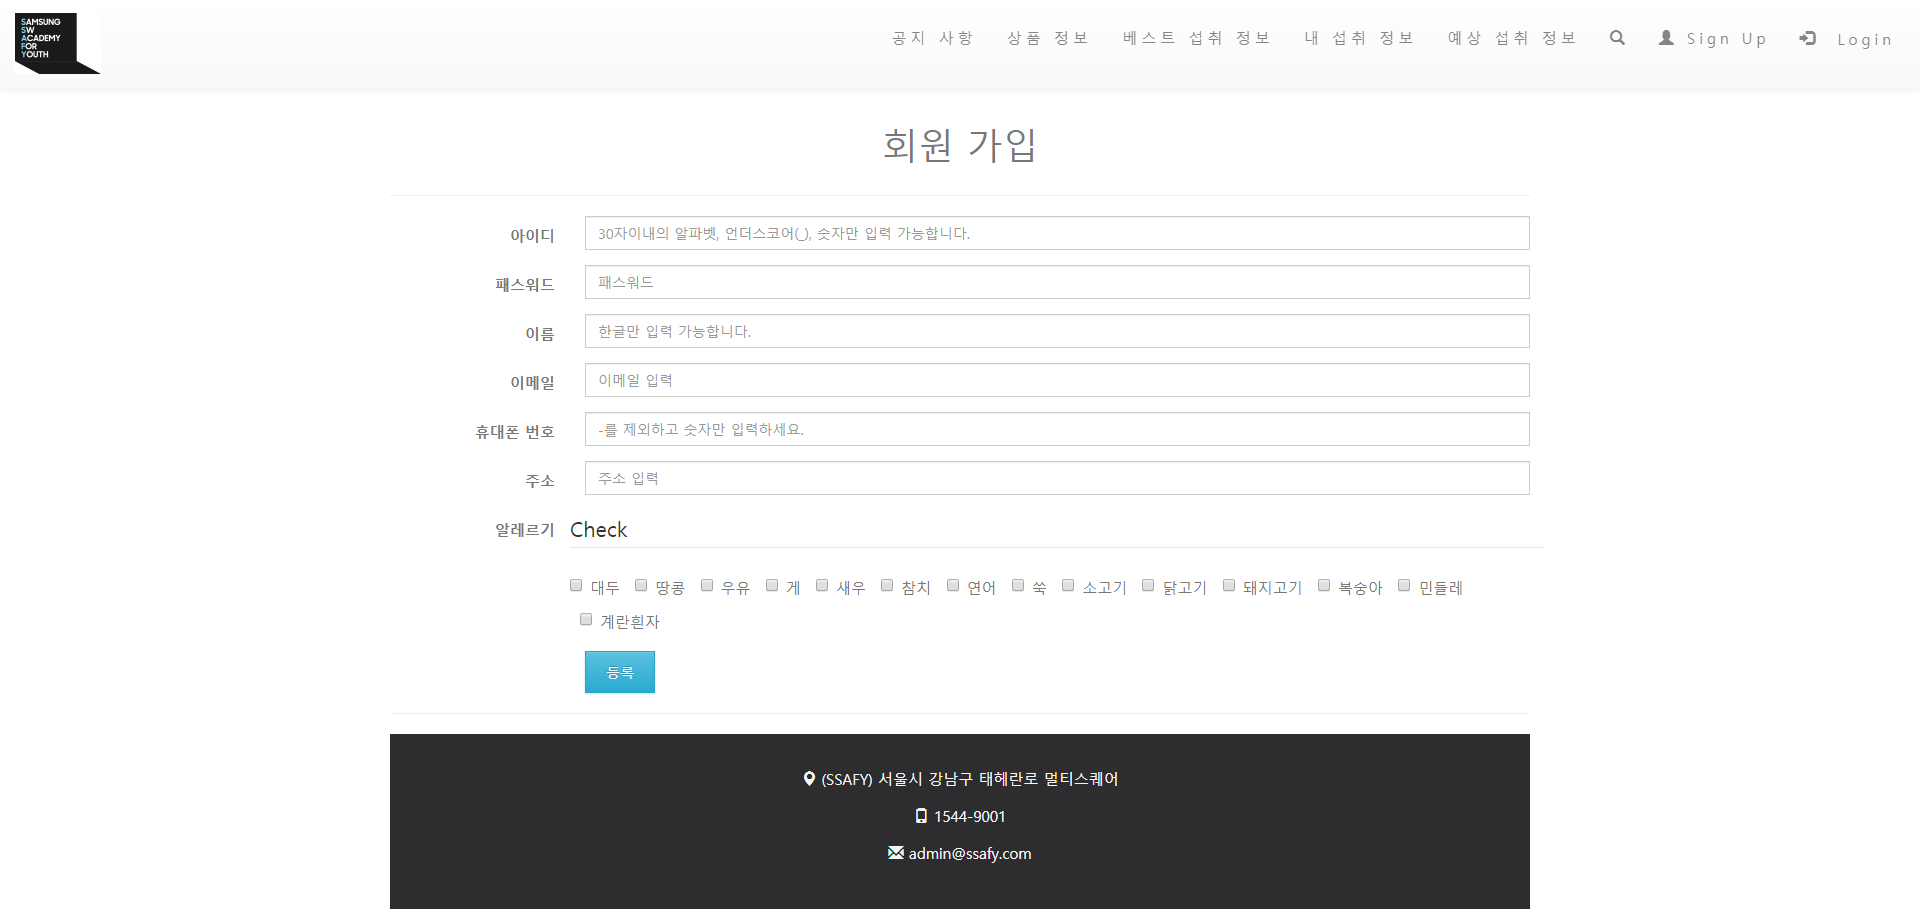 SAMSUNG
SW
ACADEMY
FOR
YOUTH
공지 사항 상품 정보 베스트 섭취 정보 내 섭취 정보 예상 섭취 정보 Sign Up Login
회원 가입
아이디 30자이내의 알파벳, 언더스코어(_), 숫자만 입력 가능합니다.
패스워드 패스워드
이름 한글만 입력 가능합니다.
이메일 이메일 입력
휴대폰 번호 -를 제외하고 숫자만 입력하세요.
주소 주소 입력
알레르기 Check
대두 땅콩 우유 게 새우 참치 연어 쑥 소고기 닭고기 돼지고기 복숭아 민들레
계란흰자
등록
(SSAFY) 서울시 강남구 태헤란로 멀티스퀘어
1544-9001
admin@ssafy.com